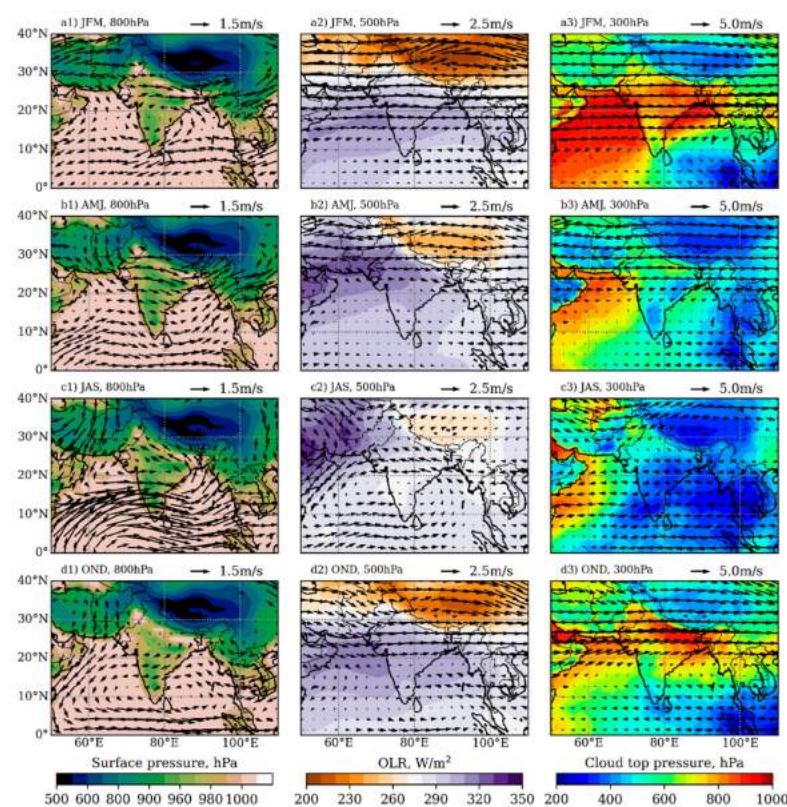 a1) JFM, 800hPa 1.5m/s a2) JFM, 500hPa 2.5m/s a3) JFM, 300hPa 5.0m/s
40°N
30°N
20°N
10°N
0°
b1) AMJ, 800hPa 1.5m/s b2) AMJ, 500hPa 2.5m/s b3) AMJ, 300hPa 5.0m/s
40°N
30°N
20°N
10°N
0°
c1) JAS, 800hPa 1.5m/s c2) JAS, 500hPa 2.5m/s c3) JAS, 300hPa 5.0m/s
40°N
30°N
20°N
10°N
0°
d1) OND, 800hPa 1.5m/s d2) OND, 500hPa 2.5m/s d3) OND, 300hPa 5.0m/s
40°N
30°N
20°N
10°N
0°
60°E 100°E 60°E 100°E 60°E 100°E
Surface pressure, hPa OLR, W/m² Cloud top pressure, hPa
500 600 800 900 960 980 1000 200 230 260 290 320 350 200 400 600 800 1000